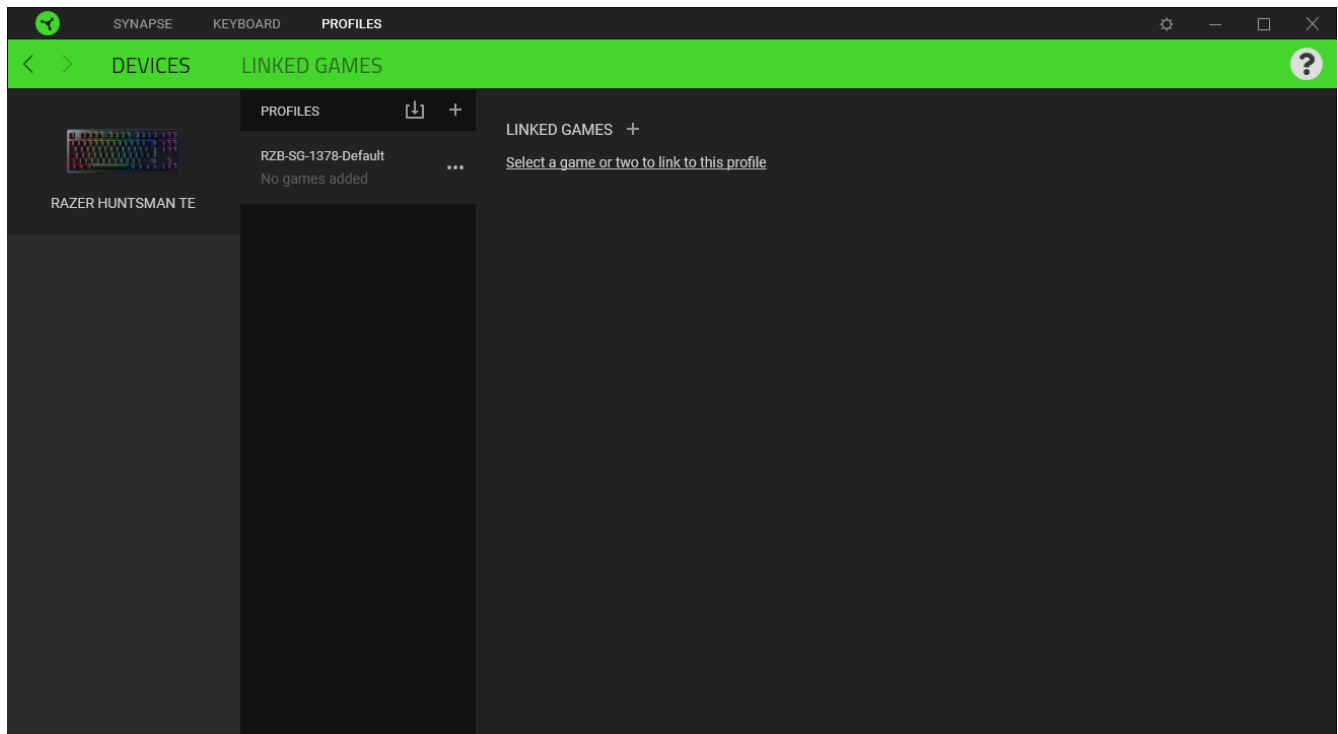 SYNAPSE KEYBOARD PROFILES
DEVICES LINKED GAMES ?
RAZER HUNTSMAN TE
PROFILES
RZB-SG-1378-Default
No games added
LINKED GAMES
Select a game or two to link to this profile